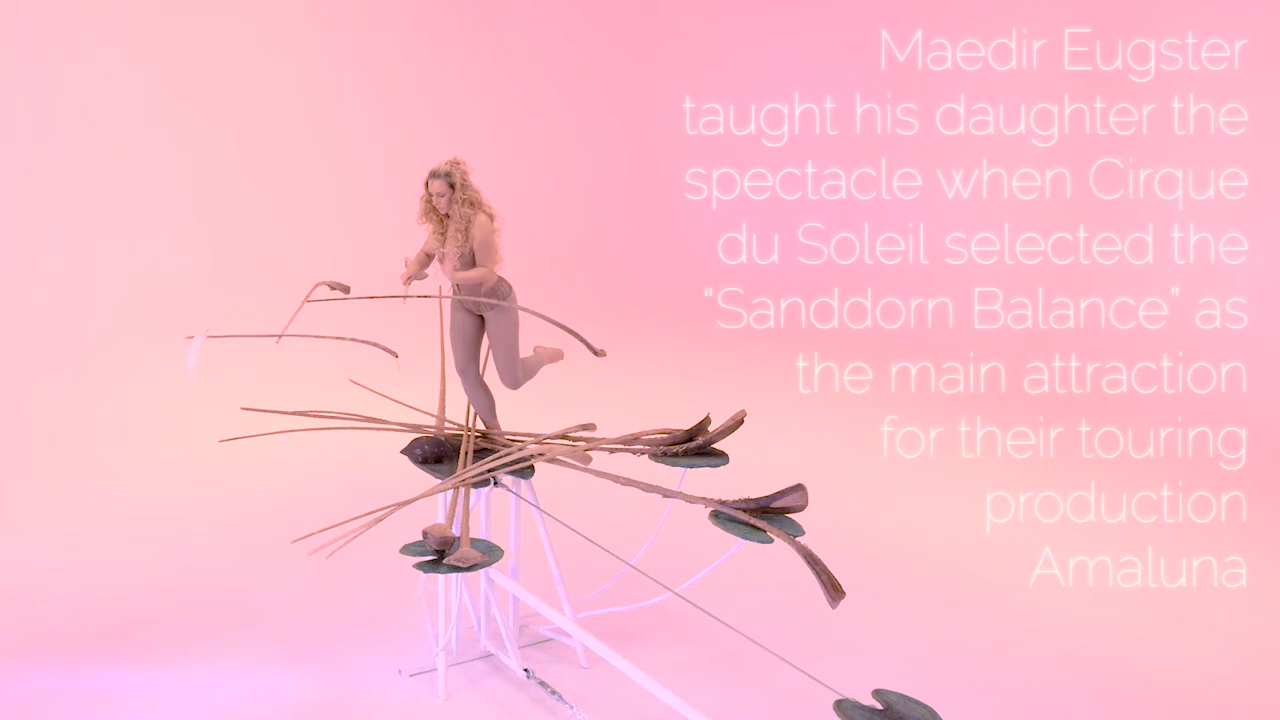 Maedir Eugster
taught his daughter the
spectacle when Cirque
du Soleil selected the
“Sanddorn Balance” as
the main attraction
for their touring
production
Amaluna